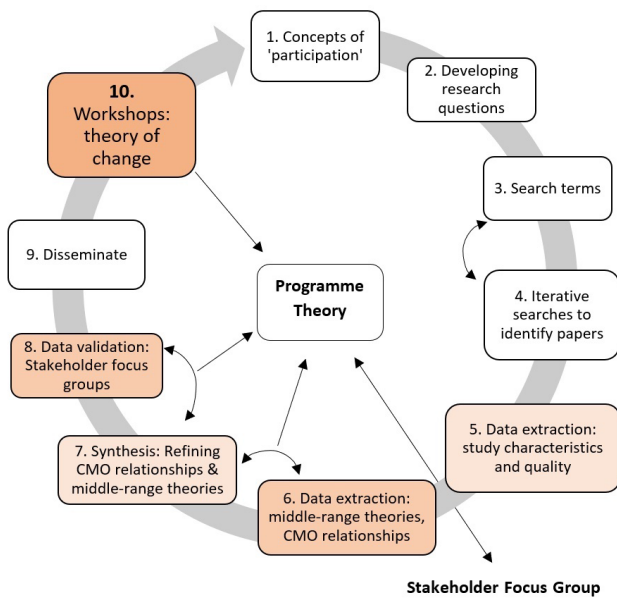 1. Concepts of
'participation'
2. Developing
research
questions
3. Search terms
4. Iterative
searches to
identify papers
5. Data extraction:
study characteristics
and quality
6. Data extraction:
middle-range theories,
CMO relationships
7. Synthesis: Refining
CMO relationships &
middle-range theories
8. Data validation:
Stakeholder focus
groups
9. Disseminate
10.
Workshops:
theory of
change
Programme
Theory
Stakeholder Focus Group